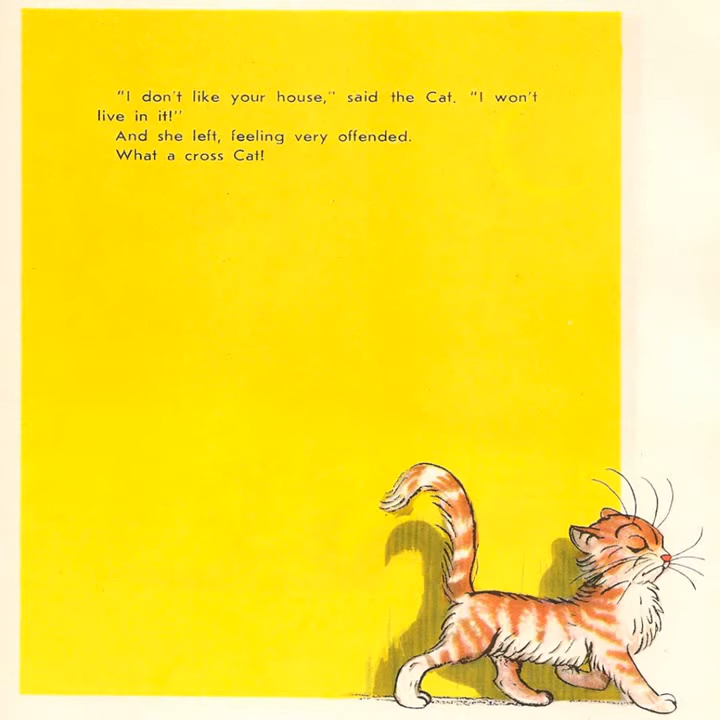 "I don't like your house," said the Cat. "I won't
live in it!"
And she left, feeling very offended.
What a cross Cat!